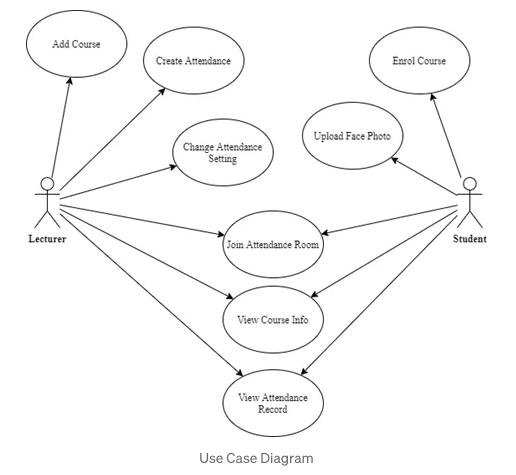 Add Course
Create Attendance
Enrol Course
Upload Face Photo
Change Attendance
Setting
Lecturer
Student
Join Attendance Room
View Course Info
View Attendance
Record
Use Case Diagram